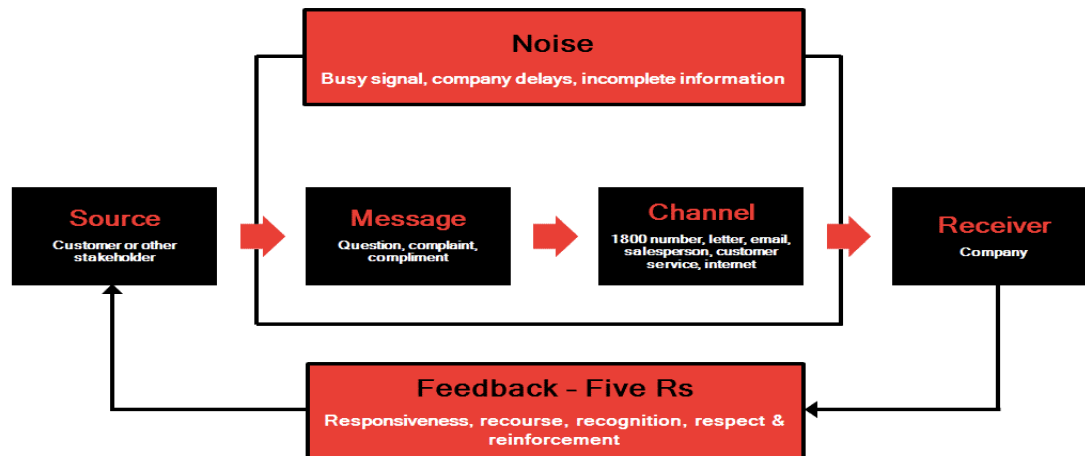 Noise
Busy signal, company delays, incomplete information
Source
Customer or other
stakeholder
Message
Question, complaint,
compliment
Channel
1800 number, letter, email,
salesperson, customer
service, internet
Receiver
Company
Feedback - Five Rs
Responsiveness, recourse, recognition, respect &
reinforcement